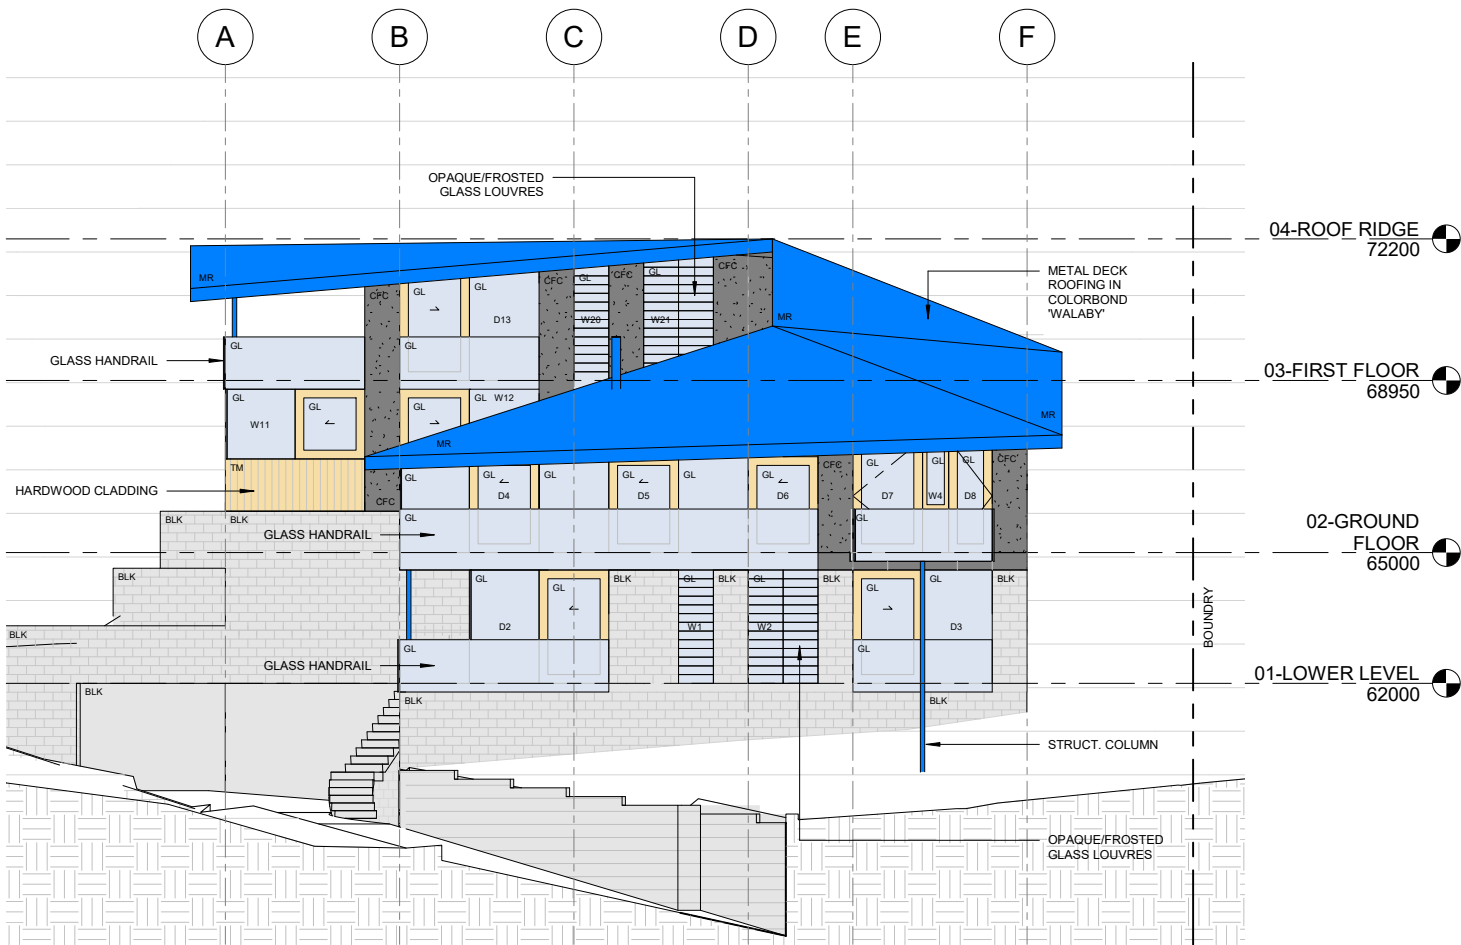 A
B
C
D
E
F
OPAQUE/FROSTED
GLASS LOUVRES
04-ROOF RIDGE
72200
METAL DECK
ROOFING IN
COLORBOND
'WALABY'
MR
CFC
GL
GL
D13
CFC
GL
W20
CFC
GL
W21
CFC
MR
GLASS HANDRAIL
GL
GL
03-FIRST FLOOR
68950
GL
W11
GL
GL
GL
W12
MR
MR
HARDWOOD CLADDING
TM
CFC
GL
GL
D4
GL
GL
D5
GL
GL
D6
CFC
GL
D7
GL
W4
GL
D8
CFC
BLK
BLK
GLASS HANDRAIL
GL
GL
02-GROUND
FLOOR
65000
BLK
GL
D2
GL
BLK
GL
W1
BLK
GL
W2
BLK
GL
GL
D3
BLK
BOUNDRY
BLK
GLASS HANDRAIL
GL
GL
01-LOWER LEVEL
62000
BLK
BLK
BLK
STRUCT. COLUMN
OPAQUE/FROSTED
GLASS LOUVRES